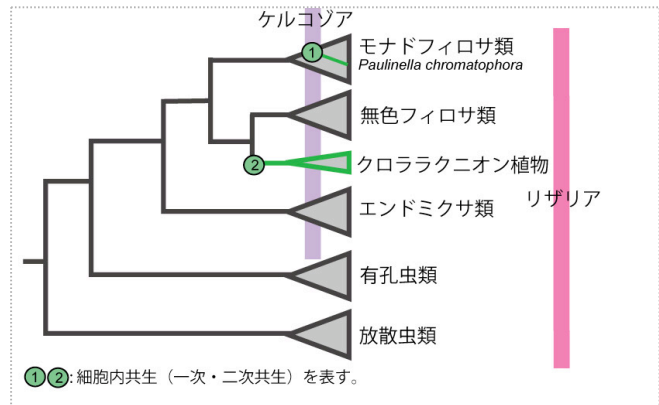 ケルコゾア
① モナドフィロサ類
Paulinella chromatophora
無色フィロサ類
② クロララクニオン植物
リザリア
エンドミクサ類
有孔虫類
放散虫類
①②: 細胞内共生（一次・二次共生）を表す。